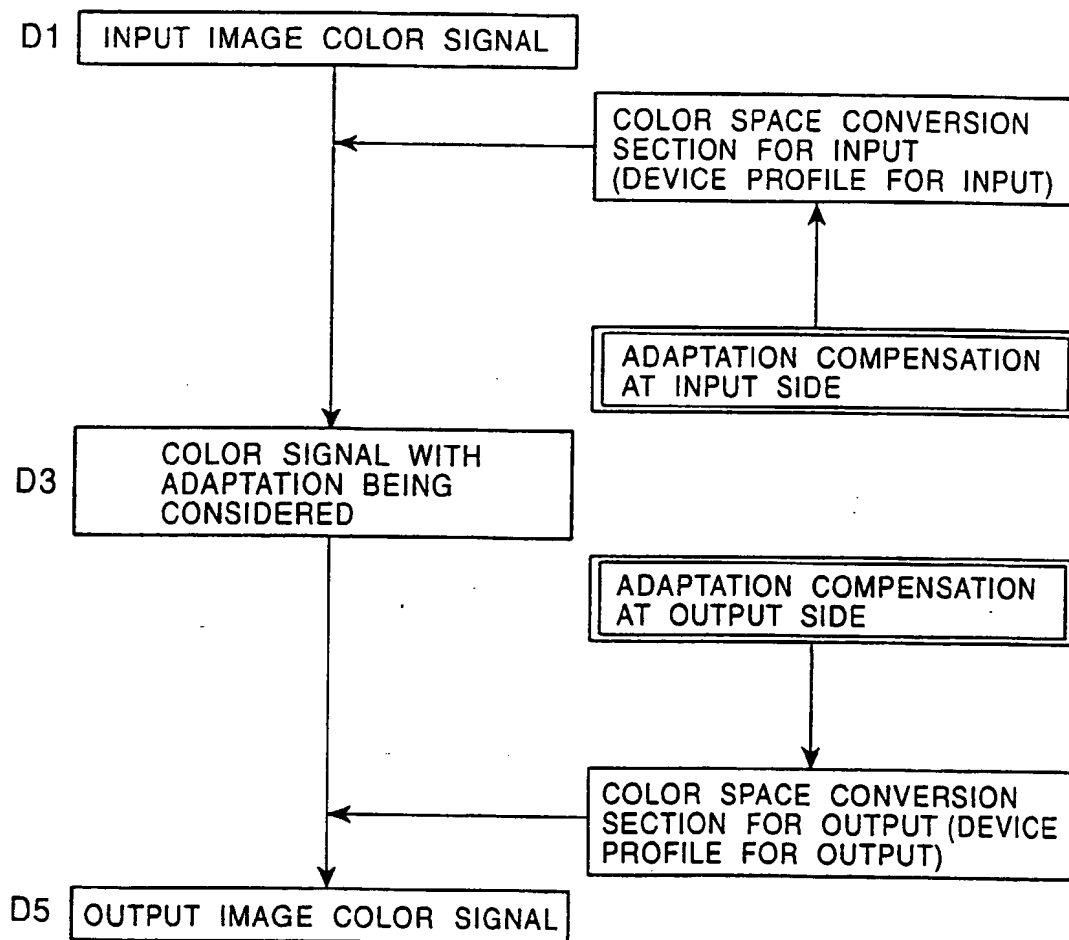 D1 INPUT IMAGE COLOR SIGNAL
COLOR SPACE CONVERSION
SECTION FOR INPUT
(DEVICE PROFILE FOR INPUT)
ADAPTATION COMPENSATION
AT INPUT SIDE
D3
COLOR SIGNAL WITH
ADAPTATION BEING
CONSIDERED
ADAPTATION COMPENSATION
AT OUTPUT SIDE
COLOR SPACE CONVERSION
SECTION FOR OUTPUT (DEVICE
PROFILE FOR OUTPUT)
D5 OUTPUT IMAGE COLOR SIGNAL